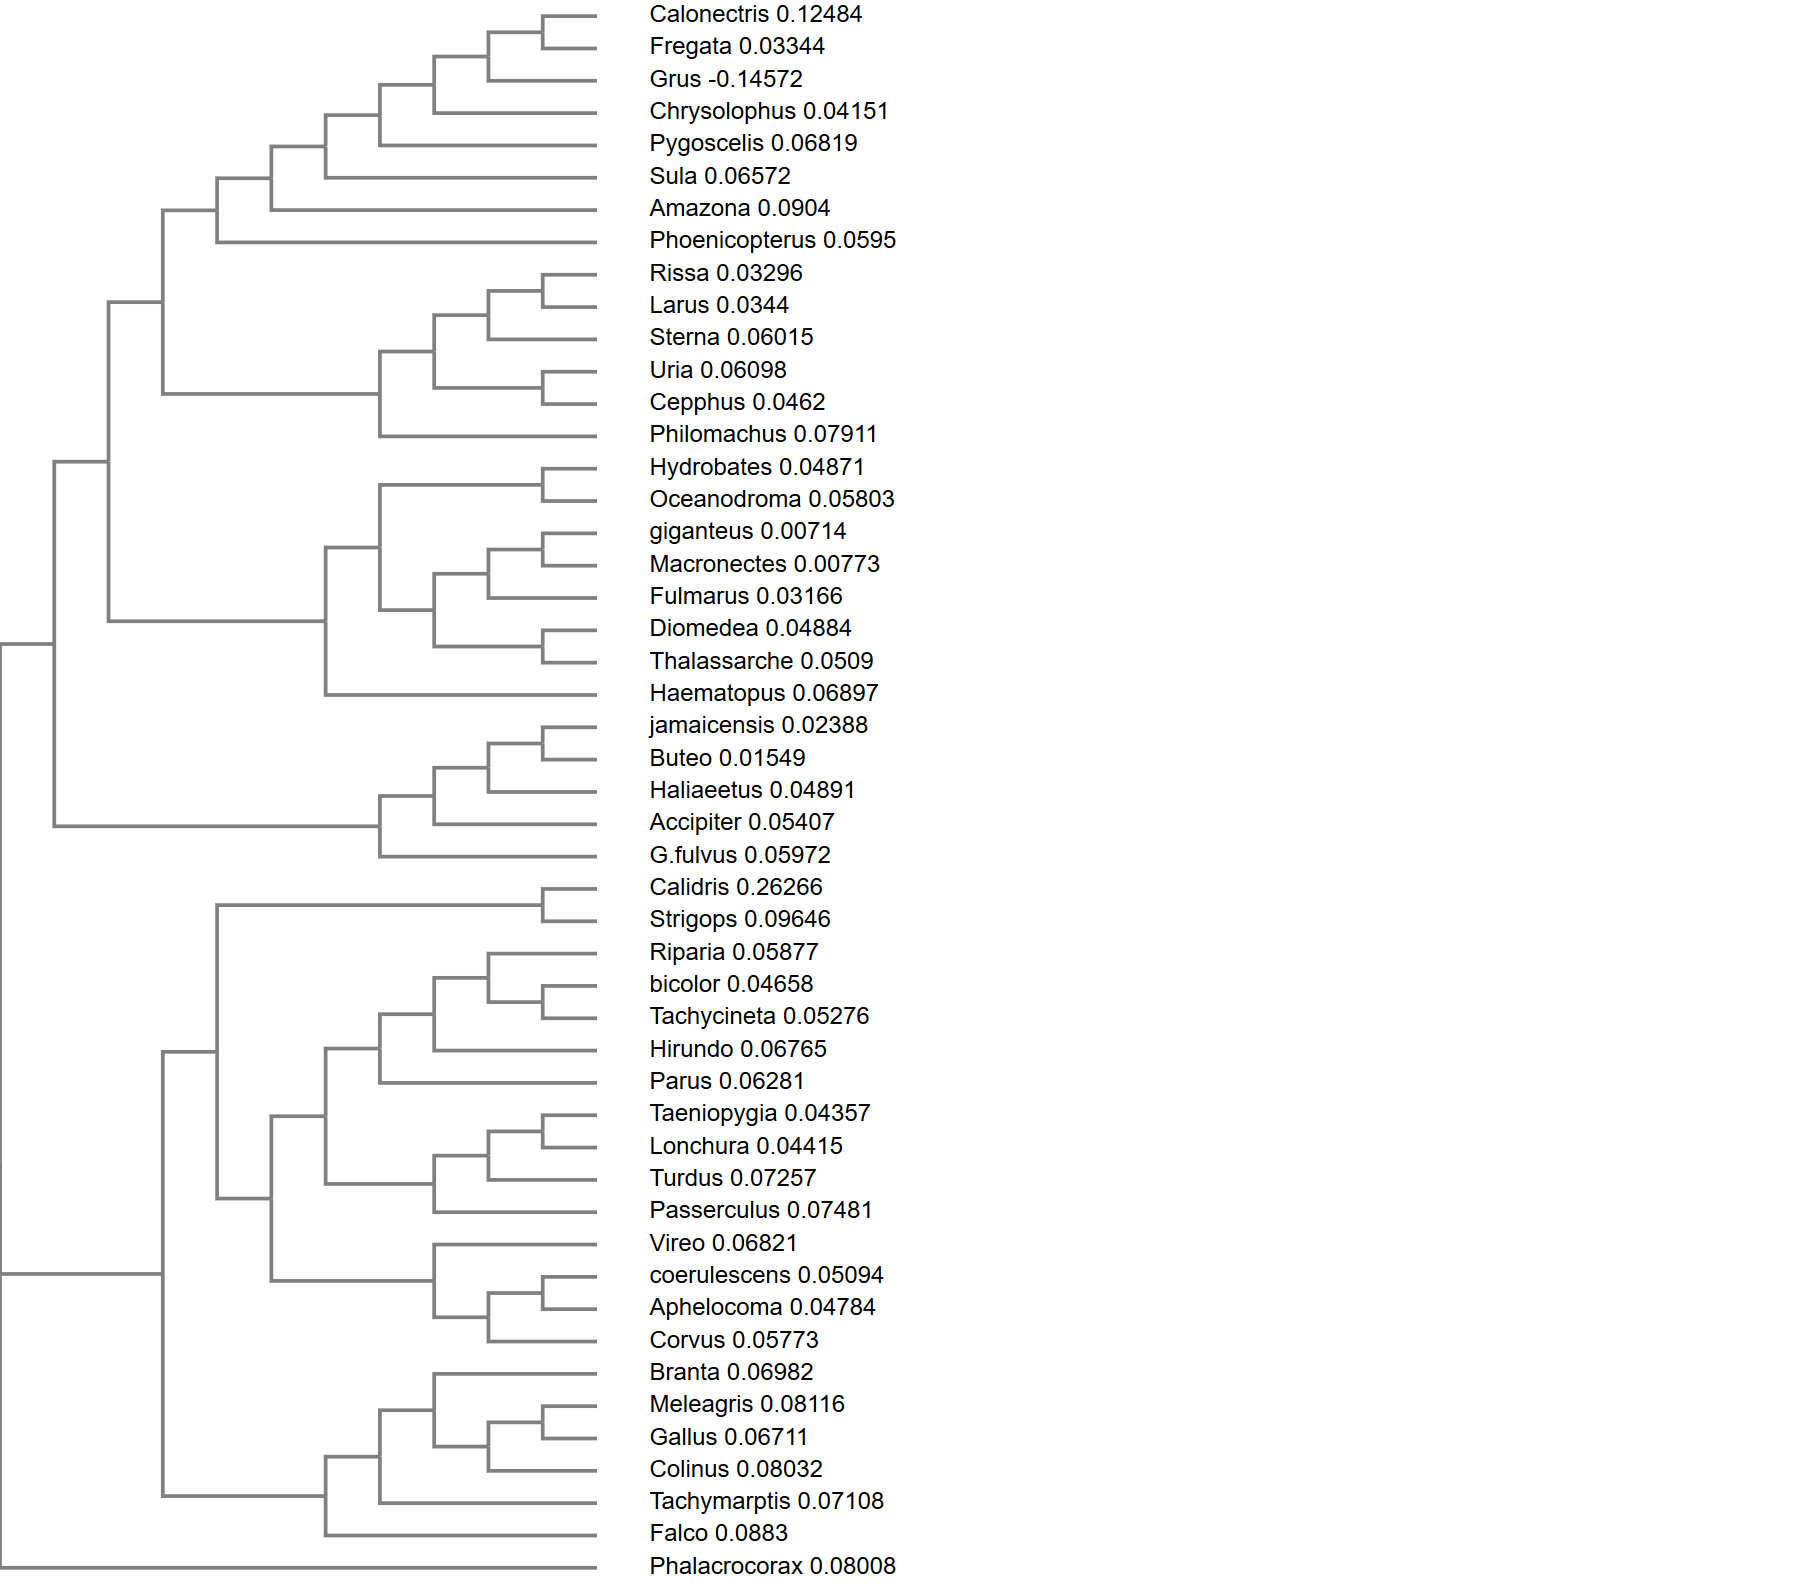 Calonectris 0.12484
Fregata 0.03344
Grus -0.14572
Chrysolophus 0.04151
Pygoscelis 0.06819
Sula 0.06572
Amazona 0.0904
Phoenicopterus 0.0595
Rissa 0.03296
Larus 0.0344
Sterna 0.06015
Uria 0.06098
Cepphus 0.0462
Philomachus 0.07911
Hydrobates 0.04871
Oceanodroma 0.05803
giganteus 0.00714
Macronectes 0.00773
Fulmarus 0.03166
Diomedea 0.04884
Thalassarche 0.0509
Haematopus 0.06897
jamaicensis 0.02388
Buteo 0.01549
Haliaeetus 0.04891
Accipiter 0.05407
G.fulvus 0.05972
Calidris 0.26266
Strigops 0.09646
Riparia 0.05877
bicolor 0.04658
Tachycineta 0.05276
Hirundo 0.06765
Parus 0.06281
Taeniopygia 0.04357
Lonchura 0.04415
Turdus 0.07257
Passerculus 0.07481
Vireo 0.06821
coerulescens 0.05094
Aphelocoma 0.04784
Corvus 0.05773
Branta 0.06982
Meleagris 0.08116
Gallus 0.06711
Colinus 0.08032
Tachymarptis 0.07108
Falco 0.0883
Phalacrocorax 0.08008